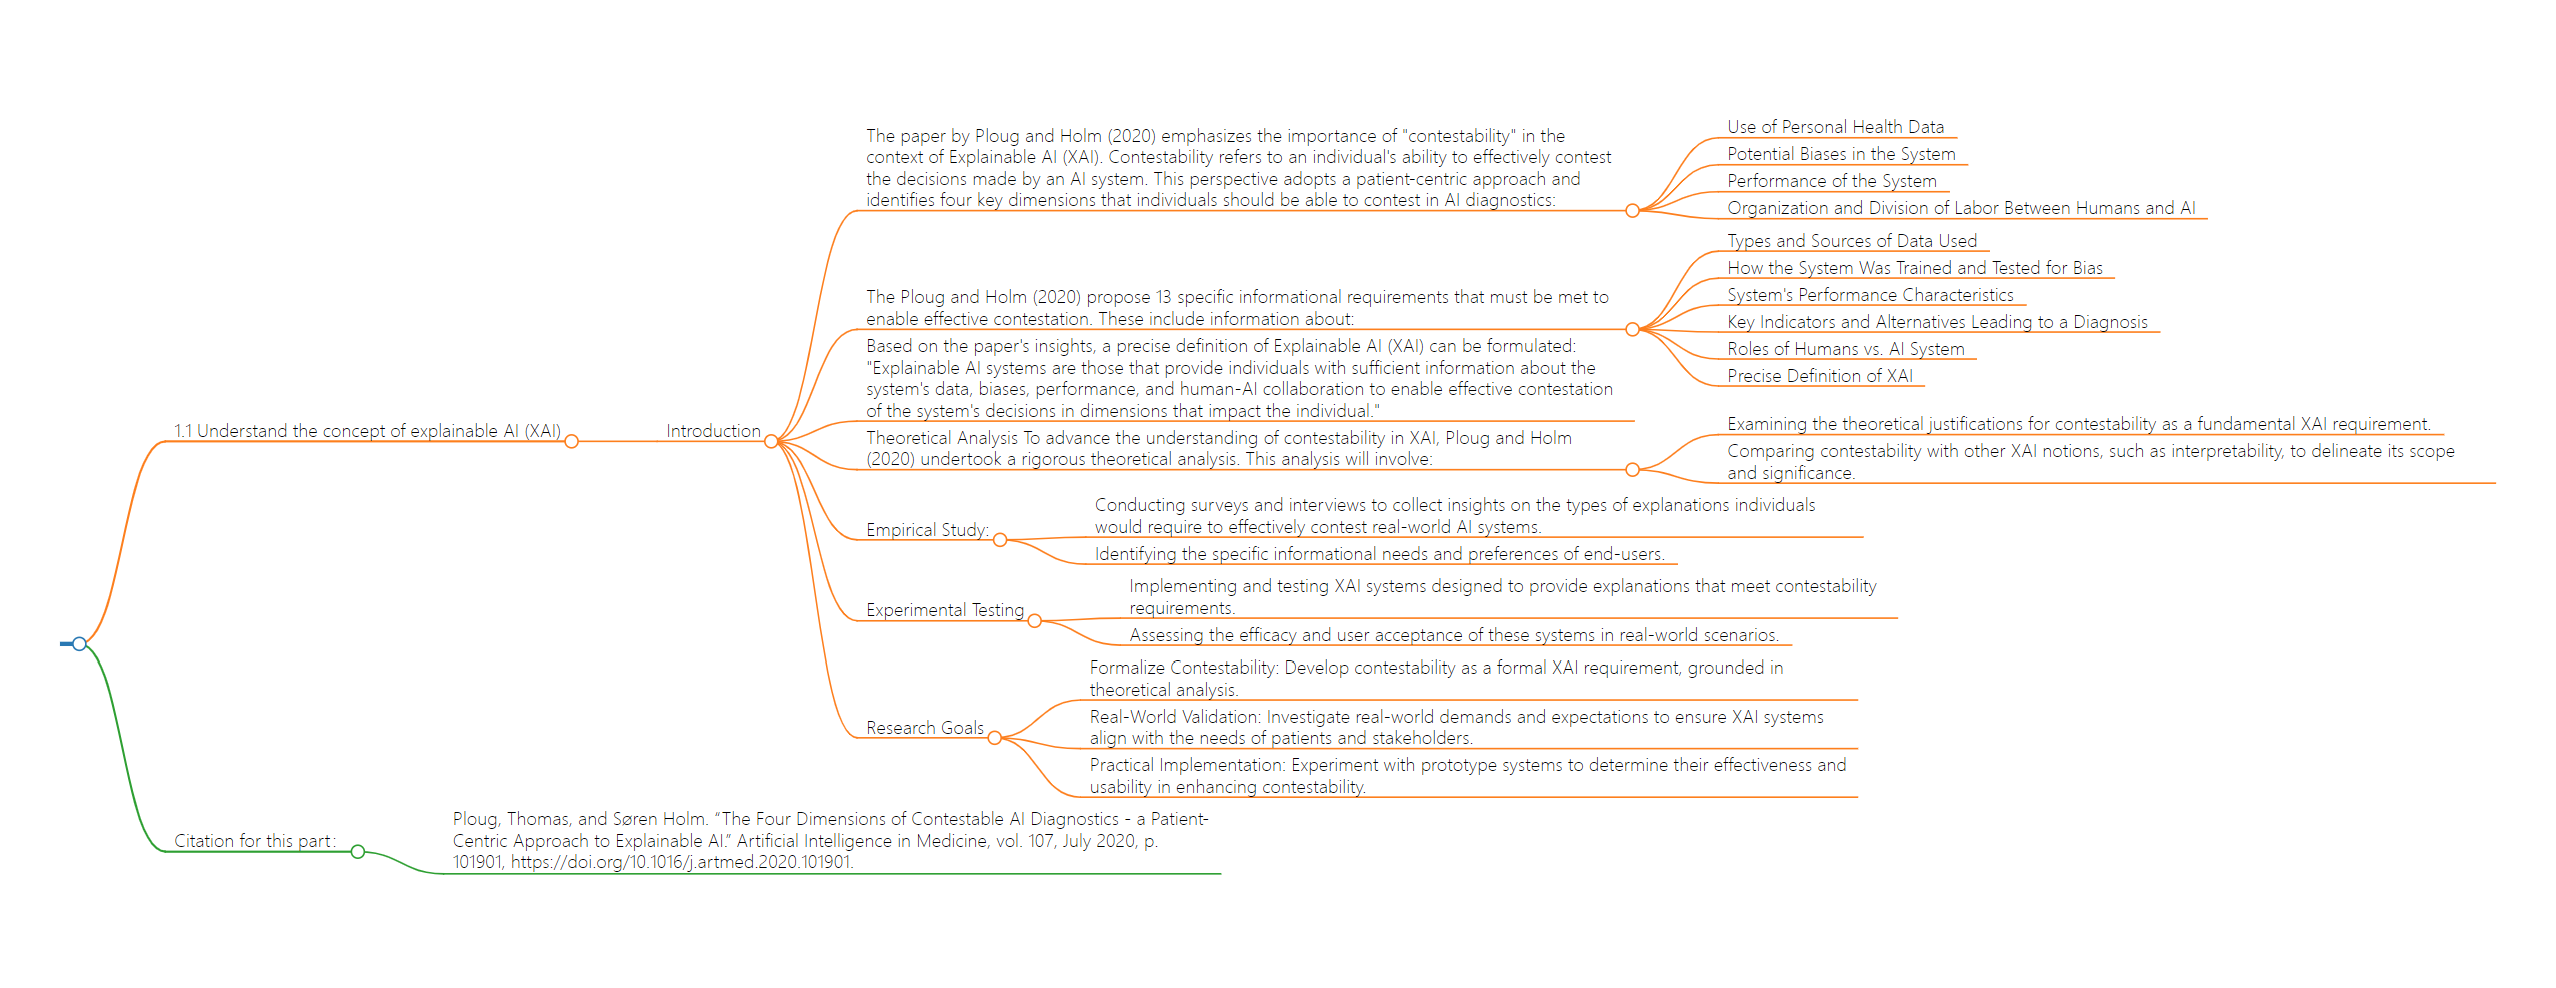 1.1 Understand the concept of explainable AI (XAI)
Introduction
The paper by Ploug and Holm (2020) emphasizes the importance of "contestability" in the
context of Explainable AI (XAI). Contestability refers to an individual's ability to effectively contest
the decisions made by an AI system. This perspective adopts a patient-centric approach and
identifies four key dimensions that individuals should be able to contest in AI diagnostics:
Use of Personal Health Data
Potential Biases in the System
Performance of the System
Organization and Division of Labor Between Humans and AI
The Ploug and Holm (2020) propose 13 specific informational requirements that must be met to
enable effective contestation. These include information about:
Types and Sources of Data Used
How the System Was Trained and Tested for Bias
System's Performance Characteristics
Key Indicators and Alternatives Leading to a Diagnosis
Roles of Humans vs. AI System
Precise Definition of XAI
Based on the paper's insights, a precise definition of Explainable AI (XAI) can be formulated:
"Explainable AI systems are those that provide individuals with sufficient information about the
system's data, biases, performance, and human-AI collaboration to enable effective contestation
of the system's decisions in dimensions that impact the individual."
Theoretical Analysis To advance the understanding of contestability in XAI, Ploug and Holm
(2020) undertook a rigorous theoretical analysis. This analysis will involve:
Examining the theoretical justifications for contestability as a fundamental XAI requirement.
Comparing contestability with other XAI notions, such as interpretability, to delineate its scope
and significance.
Empirical Study:
Conducting surveys and interviews to collect insights on the types of explanations individuals
would require to effectively contest real-world AI systems.
Identifying the specific informational needs and preferences of end-users.
Experimental Testing
Implementing and testing XAI systems designed to provide explanations that meet contestability
requirements.
Assessing the efficacy and user acceptance of these systems in real-world scenarios.
Research Goals
Formalize Contestability: Develop contestability as a formal XAI requirement, grounded in
theoretical analysis.
Real-World Validation: Investigate real-world demands and expectations to ensure XAI systems
align with the needs of patients and stakeholders.
Practical Implementation: Experiment with prototype systems to determine their effectiveness and
usability in enhancing contestability.
Citation for this part:
Ploug, Thomas, and Søren Holm. “The Four Dimensions of Contestable AI Diagnostics - a Patient-
Centric Approach to Explainable AI.” Artificial Intelligence in Medicine, vol. 107, July 2020, p.
101901, https://doi.org/10.1016/j.artmed.2020.101901.